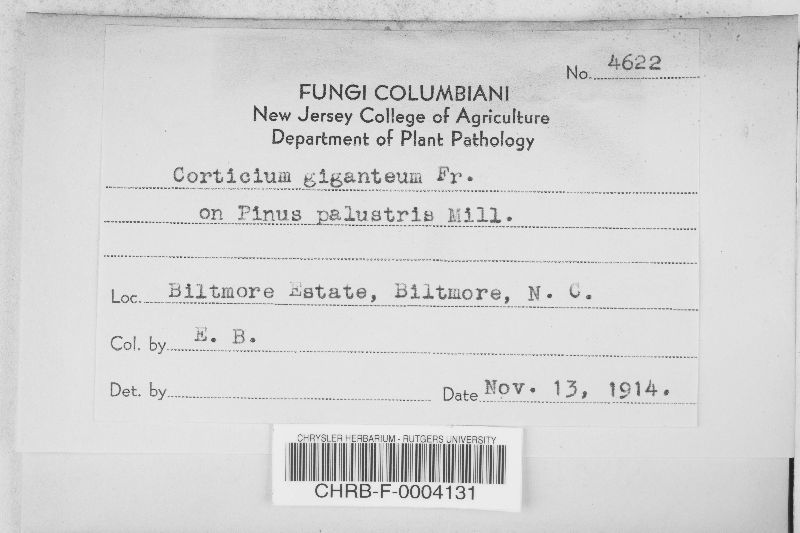 No. 4622
FUNGI COLUMBIANI
New Jersey College of Agriculture
Department of Plant Pathology
Corticium giganteum Fr.
on Pinus palustris Mill.
Loc. Biltmore Estate, Biltmore, N. C.
Col. by E. B.
Det. by Date Nov. 13, 1914.
CHRYSLER HERBARIUM - RUTGERS UNIVERSITY
CHRB-F-0004131